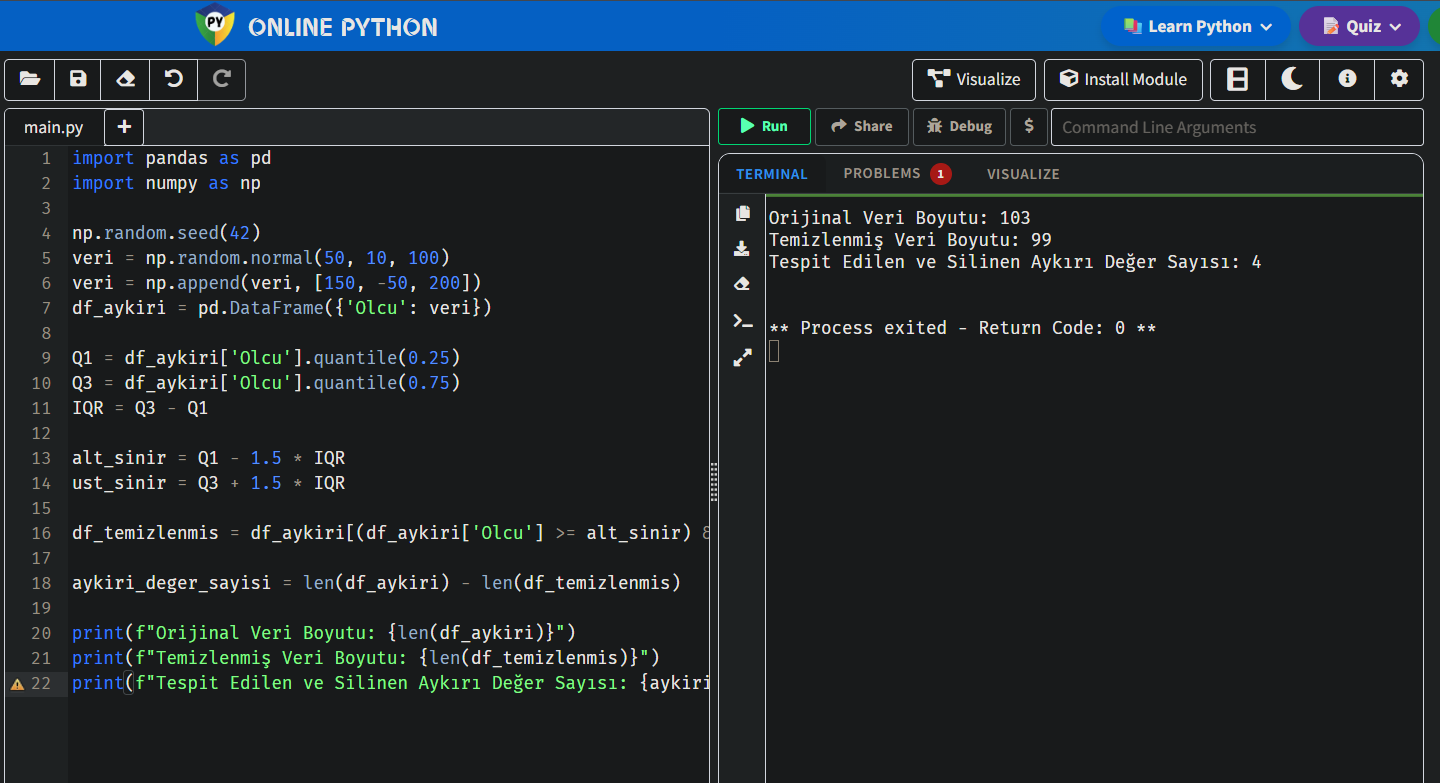 PY ONLINE PYTHON
Learn Python
Quiz
Visualize
Install Module
main.py
+
Run
Share
Debug
$
Command Line Arguments
1 import pandas as pd
2 import numpy as np
3
4 np.random.seed(42)
5 veri = np.random.normal(50, 10, 100)
6 veri = np.append(veri, [150, -50, 200])
7 df_aykiri = pd.DataFrame({'Olcu': veri})
8
9 Q1 = df_aykiri['Olcu'].quantile(0.25)
10 Q3 = df_aykiri['Olcu'].quantile(0.75)
11 IQR = Q3 - Q1
12
13 alt_sinir = Q1 - 1.5 * IQR
14 ust_sinir = Q3 + 1.5 * IQR
15
16 df_temizlenmis = df_aykiri[(df_aykiri['Olcu'] >= alt_sinir)
17
18 aykiri_deger_sayisi = len(df_aykiri) - len(df_temizlenmis)
19
20 print(f"Orijinal Veri Boyutu: {len(df_aykiri)}")
21 print(f"Temizlenmiş Veri Boyutu: {len(df_temizlenmis)}")
22 print(f"Tespit Edilen ve Silinen Aykırı Değer Sayısı: {aykiri
TERMINAL
PROBLEMS 1
VISUALIZE
Orijinal Veri Boyutu: 103
Temizlenmiş Veri Boyutu: 99
Tespit Edilen ve Silinen Aykırı Değer Sayısı: 4
** Process exited - Return Code: 0 **